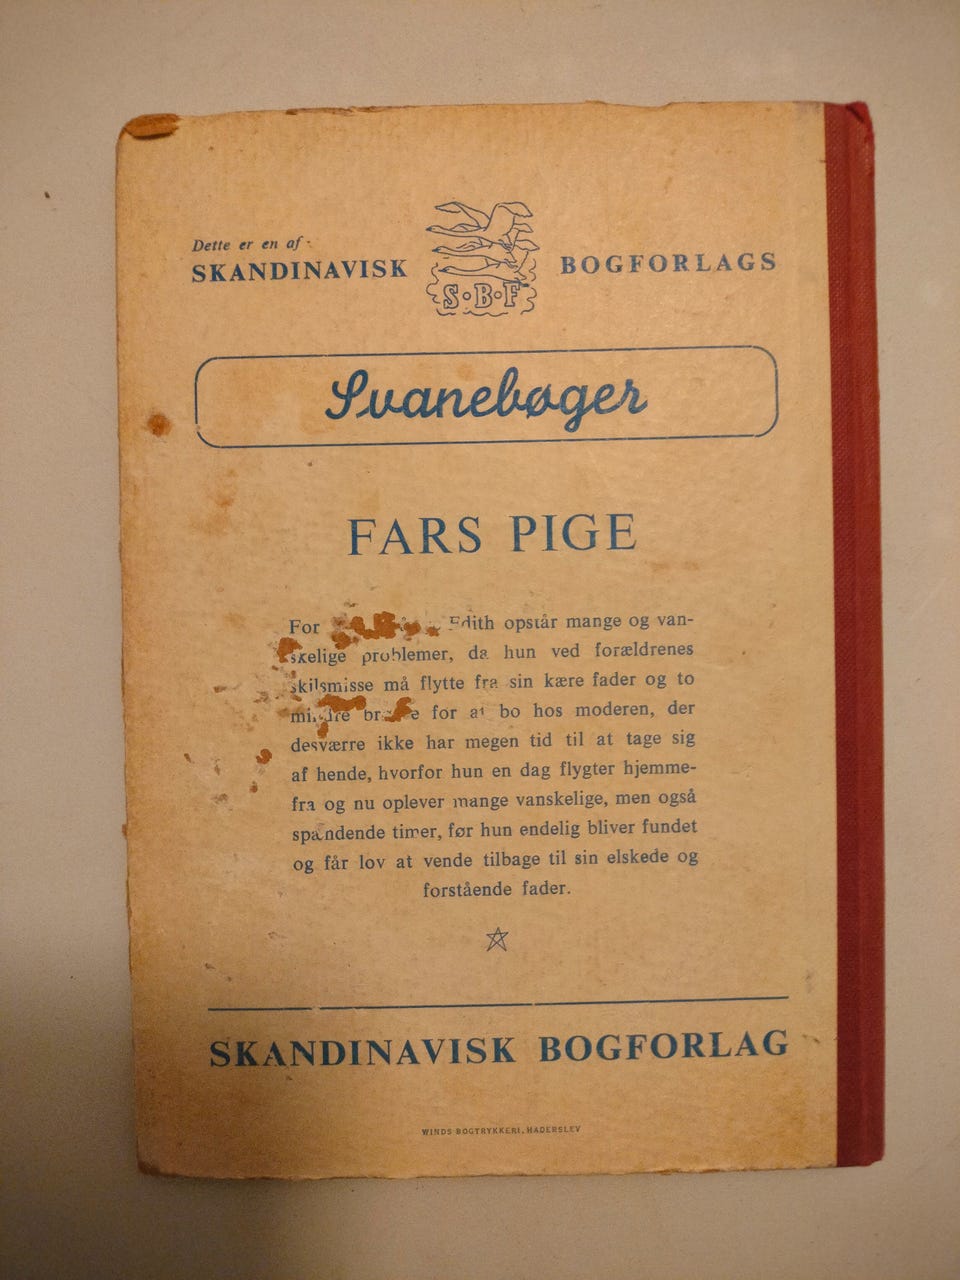 Dette er en af
SKANDINAVISK BOGFORLAGS
S·B·F
Svanebøger
FARS PIGE
For Edith opstår mange og van-
skelige problemer, da hun ved forældrenes
skilsmisse må flytte fra sin kære fader og to
mindre brødre for at bo hos moderen, der
desværre ikke har megen tid til at tage sig
af hende, hvorfor hun en dag flygter hjemme-
fra og nu oplever mange vanskelige, men også
spændende timer, før hun endelig bliver fundet
og får lov at vende tilbage til sin elskede og
forstående fader.
SKANDINAVISK BOGFORLAG
WINDS BOGTRYKKERI, HADERSLEV